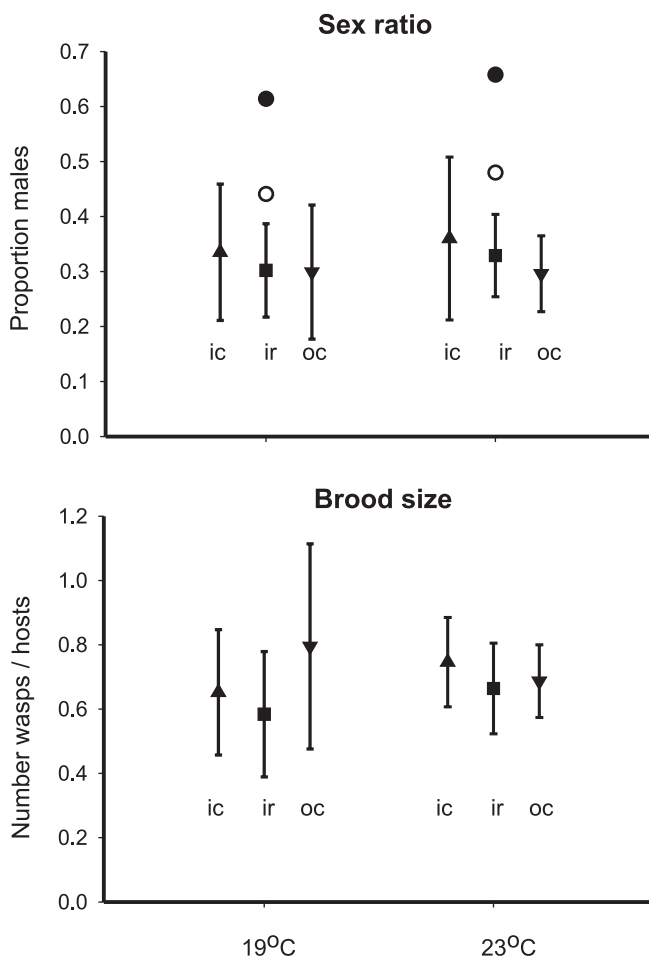 Sex ratio
Proportion males
0.7
0.6
0.5
0.4
0.3
0.2
0.1
0.0
ic ir oc ic ir oc
Brood size
Number wasps / hosts
1.2
1.0
0.8
0.6
0.4
0.2
0.0
ic ir oc ic ir oc
19ºC 23ºC